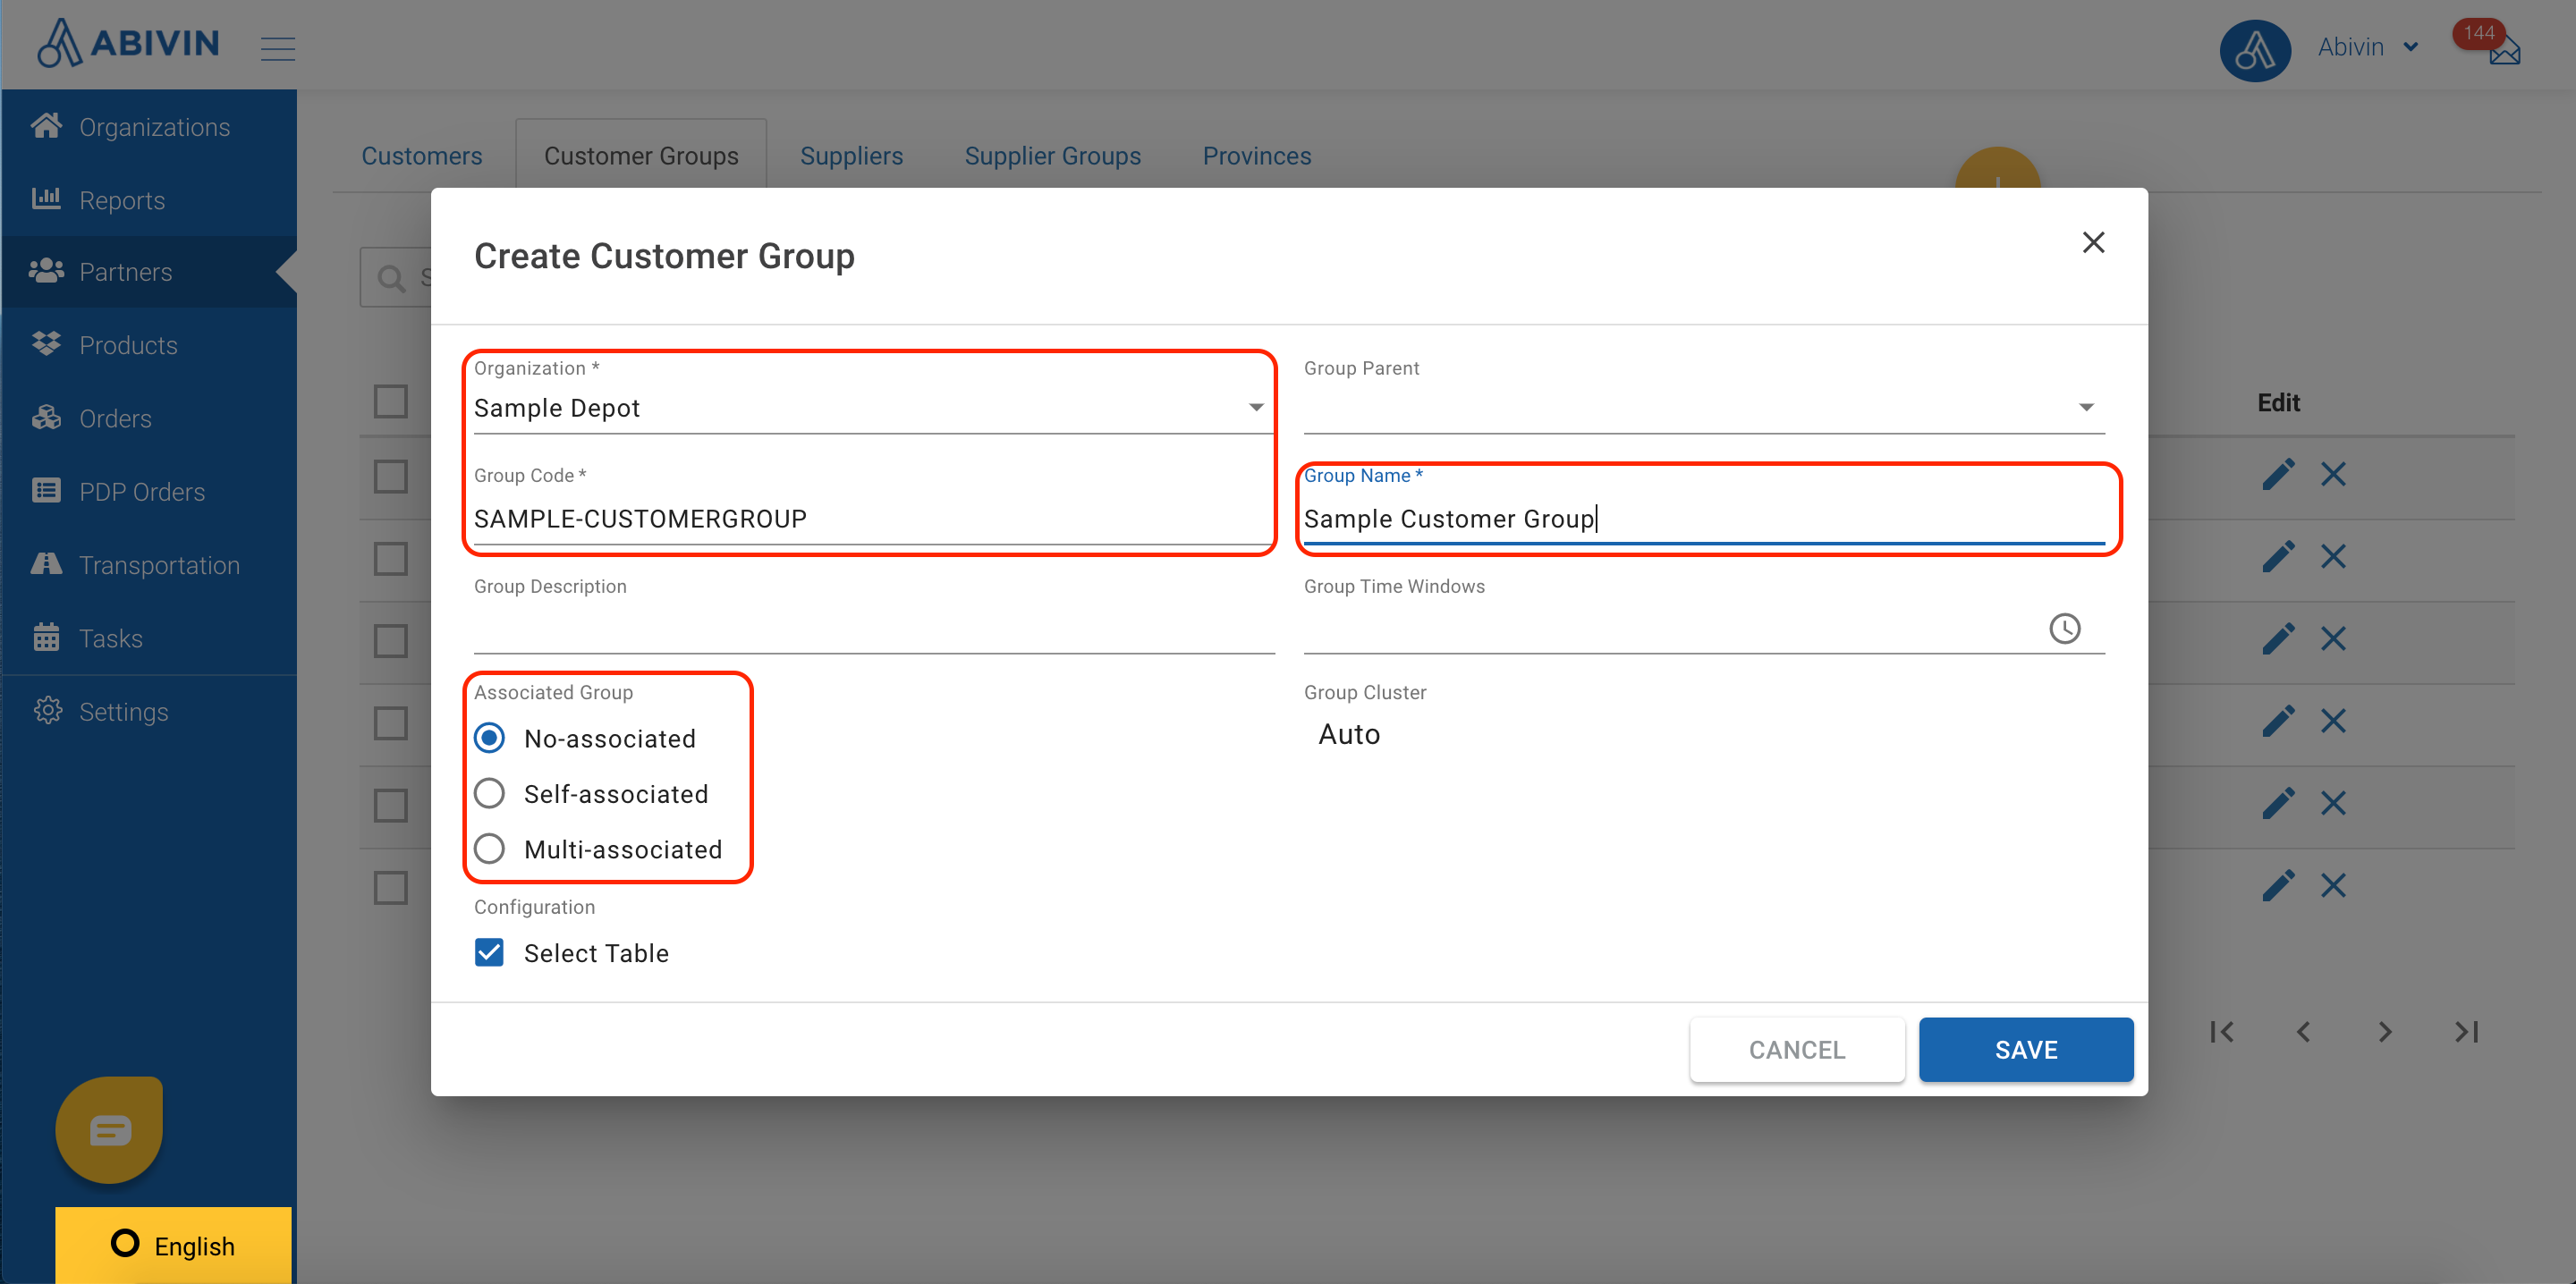 ABIVIN
Abivin
144
Organizations
Reports
Partners
Products
Orders
PDP Orders
Transportation
Tasks
Settings
English
Customers
Customer Groups
Suppliers
Supplier Groups
Provinces
S
Edit
Create Customer Group
Organization *
Sample Depot
Group Parent
Group Code *
SAMPLE-CUSTOMERGROUP
Group Name *
Sample Customer Group
Group Description
Group Time Windows
Associated Group
No-associated
Self-associated
Multi-associated
Group Cluster
Auto
Configuration
Select Table
CANCEL
SAVE